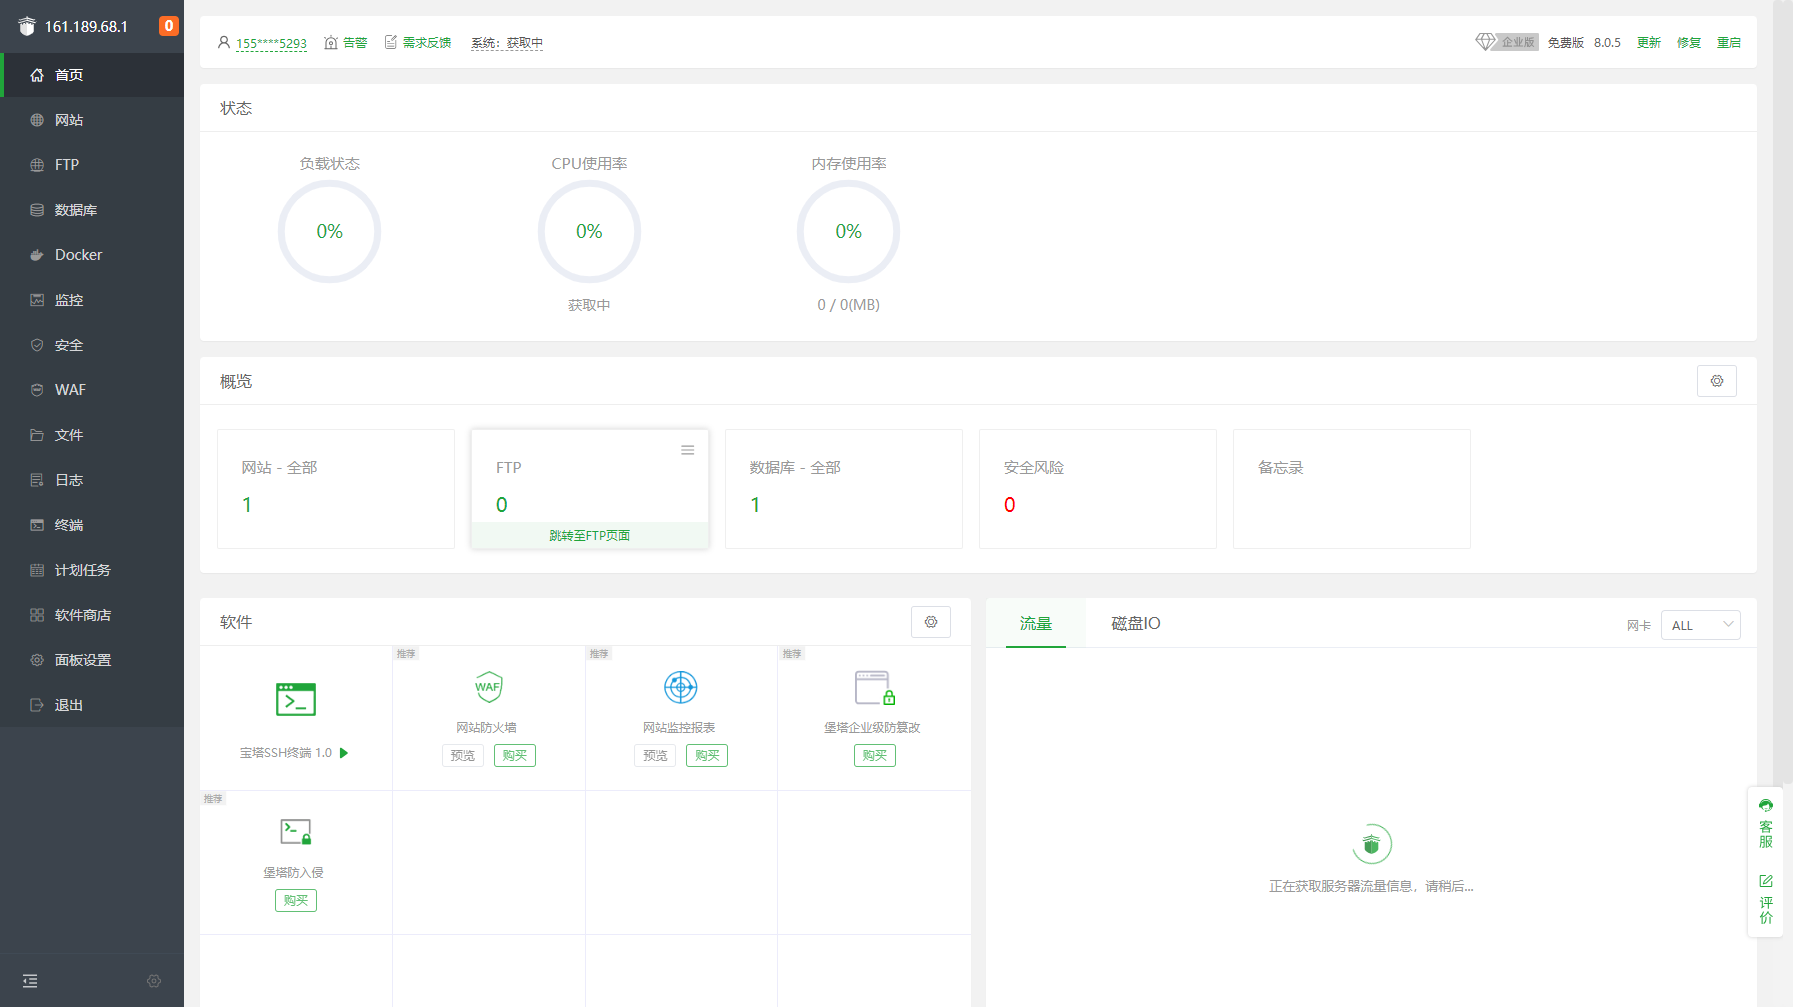 161.189.68.1
0
首页
网站
FTP
数据库
Docker
监控
安全
WAF
文件
日志
终端
计划任务
软件商店
面板设置
退出
155****5293 告警 需求反馈 系统：获取中
企业版 免费版 8.0.5 更新 修复 重启
状态
负载状态
0%
CPU使用率
0%
获取中
内存使用率
0%
0 / 0(MB)
概览
网站 - 全部
1
FTP
0
跳转至FTP页面
数据库 - 全部
1
安全风险
0
备忘录
软件
宝塔SSH终端 1.0
推荐
WAF
网站防火墙
预览 购买
推荐
网站监控报表
预览 购买
推荐
堡塔企业级防篡改
购买
推荐
堡塔防入侵
购买
流量 磁盘IO 网卡 ALL
正在获取服务器流量信息，请稍后...
客服
评价